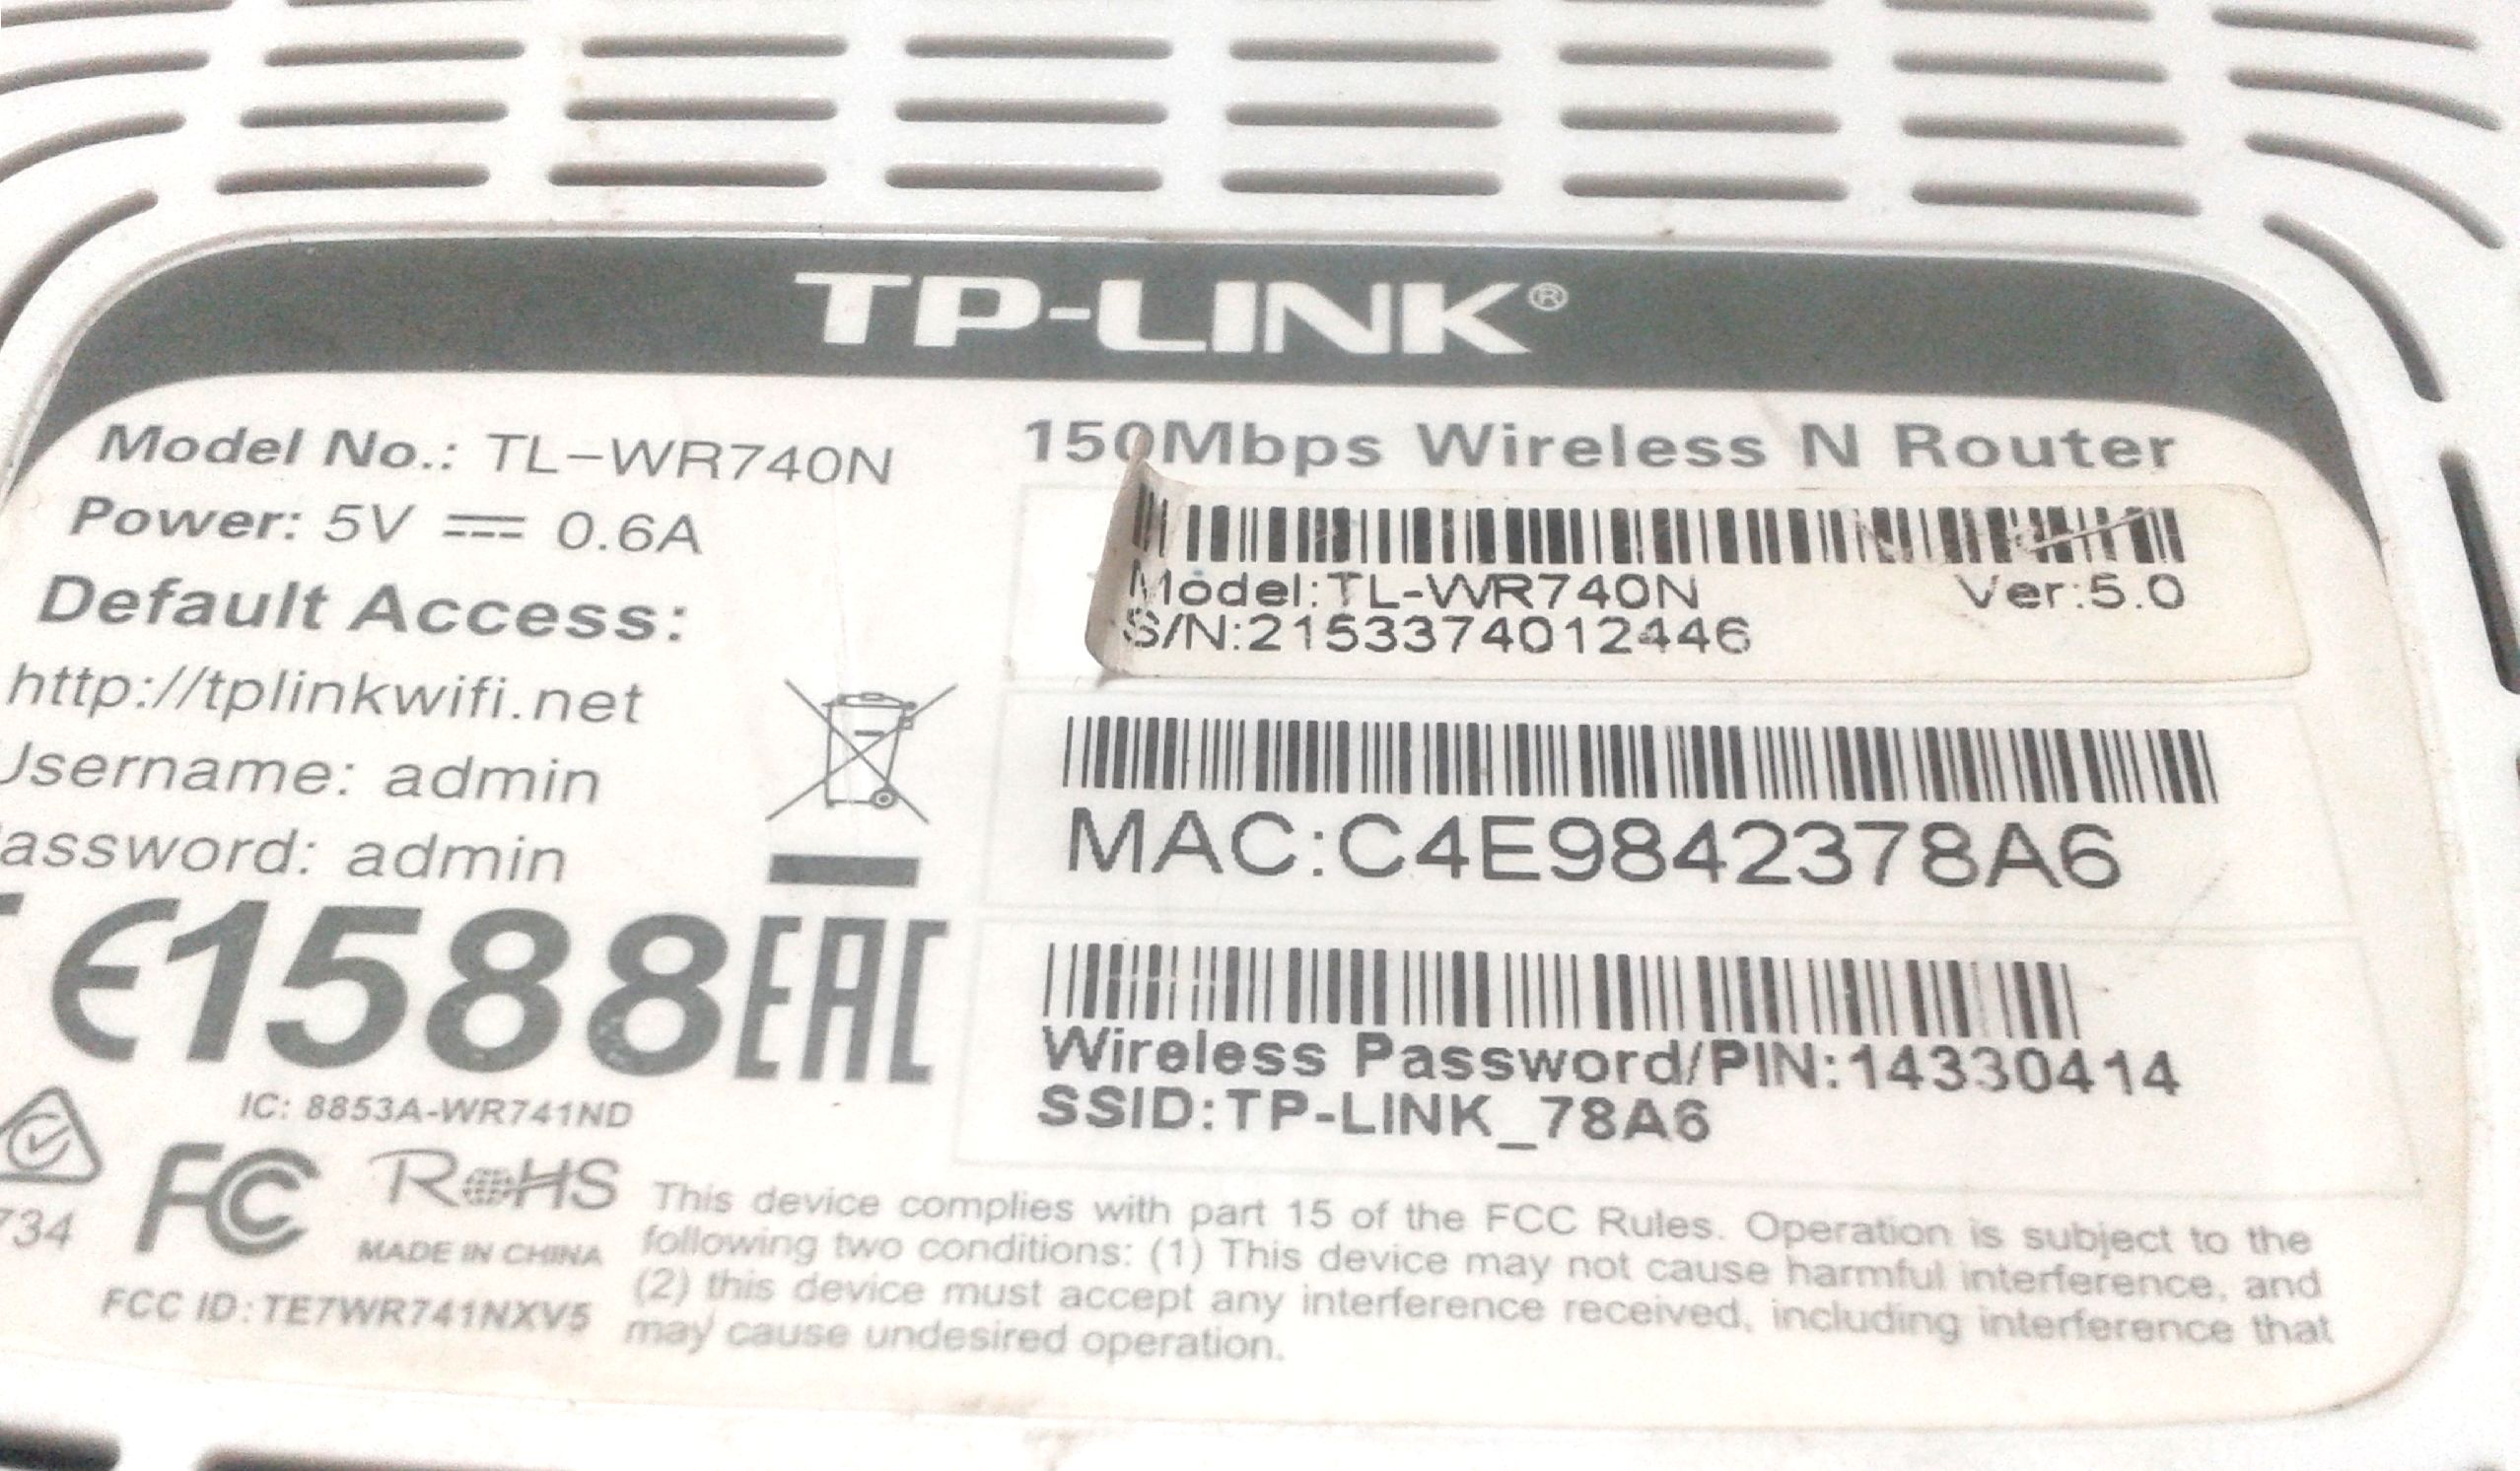 TP-LINK®
Model No.: TL-WR740N
Power: 5V ⎓ 0.6A
Default Access:
http://tplinkwifi.net
Username: admin
Password: admin
CE1588
EAC
IC: 8853A-WR741ND
734
FC
RoHS
MADE IN CHINA
FCC ID: TE7WR741NXV5
150Mbps Wireless N Router
Model:TL-WR740N Ver:5.0
S/N:2153374012446
MAC:C4E9842378A6
Wireless Password/PIN:14330414
SSID:TP-LINK_78A6
This device complies with part 15 of the FCC Rules. Operation is subject to the
following two conditions: (1) This device may not cause harmful interference, and
(2) this device must accept any interference received, including interference that
may cause undesired operation.